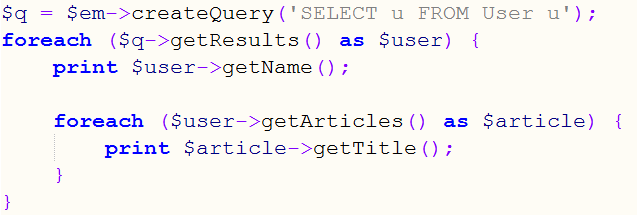 $q = $em->createQuery('SELECT u FROM User u');
foreach ($q->getResults() as $user) {
    print $user->getName();

    foreach ($user->getArticles() as $article) {
        print $article->getTitle();
    }
}